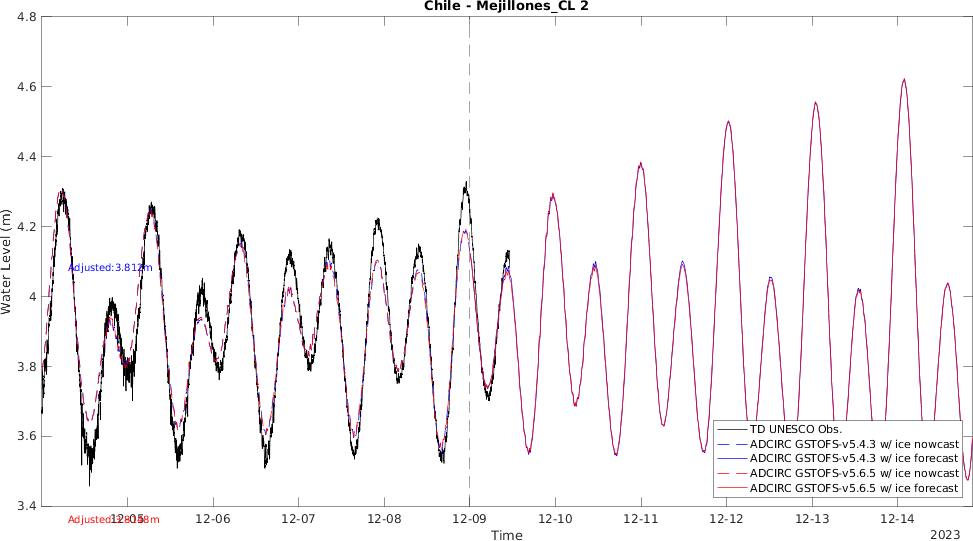 Chile - Mejillones_CL 2
4.8
4.6
4.4
4.2
4
3.8
3.6
3.4
Water Level (m)
Adjusted:3.812m
TD UNESCO Obs.
ADCIRC GSTOFS-v5.4.3 w/ ice nowcast
ADCIRC GSTOFS-v5.4.3 w/ ice forecast
ADCIRC GSTOFS-v5.6.5 w/ ice nowcast
ADCIRC GSTOFS-v5.6.5 w/ ice forecast
12-05
12-06
12-07
12-08
12-09
12-10
12-11
12-12
12-13
12-14
Time
2023